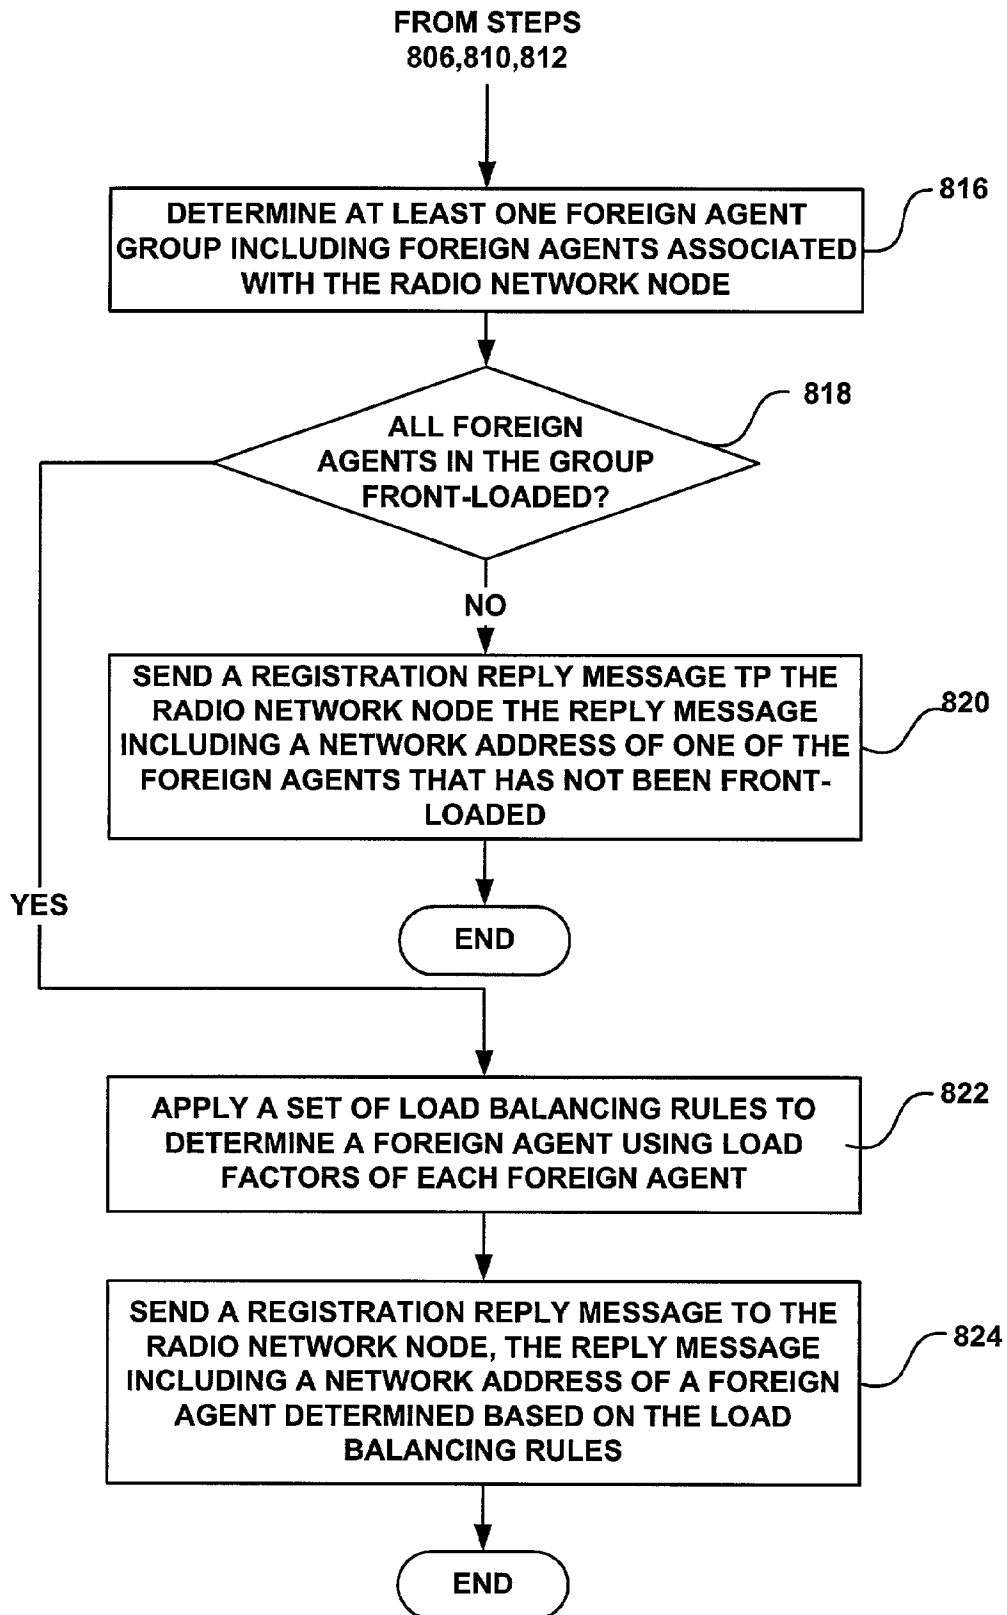 FROM STEPS
806,810,812
816
DETERMINE AT LEAST ONE FOREIGN AGENT
GROUP INCLUDING FOREIGN AGENTS ASSOCIATED
WITH THE RADIO NETWORK NODE
818
ALL FOREIGN
AGENTS IN THE GROUP
FRONT-LOADED?
NO
SEND A REGISTRATION REPLY MESSAGE TP THE
RADIO NETWORK NODE THE REPLY MESSAGE
INCLUDING A NETWORK ADDRESS OF ONE OF THE
FOREIGN AGENTS THAT HAS NOT BEEN FRONT-
LOADED
820
YES
END
822
APPLY A SET OF LOAD BALANCING RULES TO
DETERMINE A FOREIGN AGENT USING LOAD
FACTORS OF EACH FOREIGN AGENT
SEND A REGISTRATION REPLY MESSAGE TO THE
RADIO NETWORK NODE, THE REPLY MESSAGE
INCLUDING A NETWORK ADDRESS OF A FOREIGN
AGENT DETERMINED BASED ON THE LOAD
BALANCING RULES
824
END